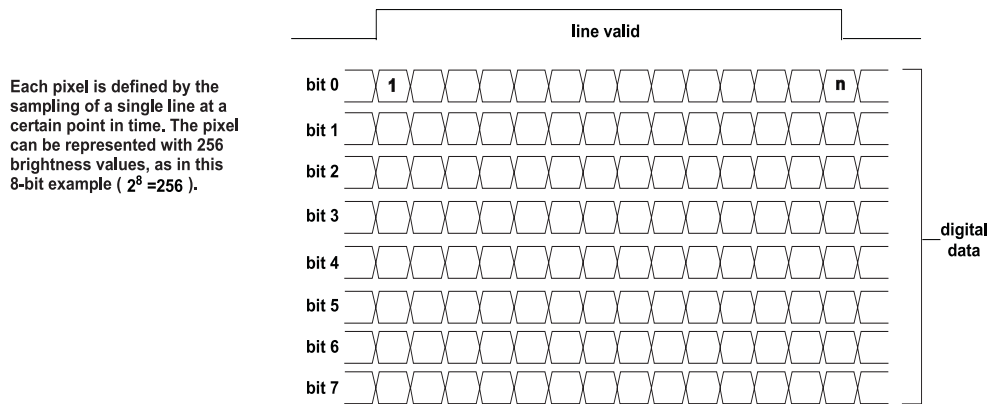 line valid
Each pixel is defined by the
sampling of a single line at a
certain point in time. The pixel
can be represented with 256
brightness values, as in this
8-bit example ( 2⁸ =256 ).
bit 0 1 n
bit 1
bit 2
bit 3
bit 4
bit 5
bit 6
bit 7
digital
data